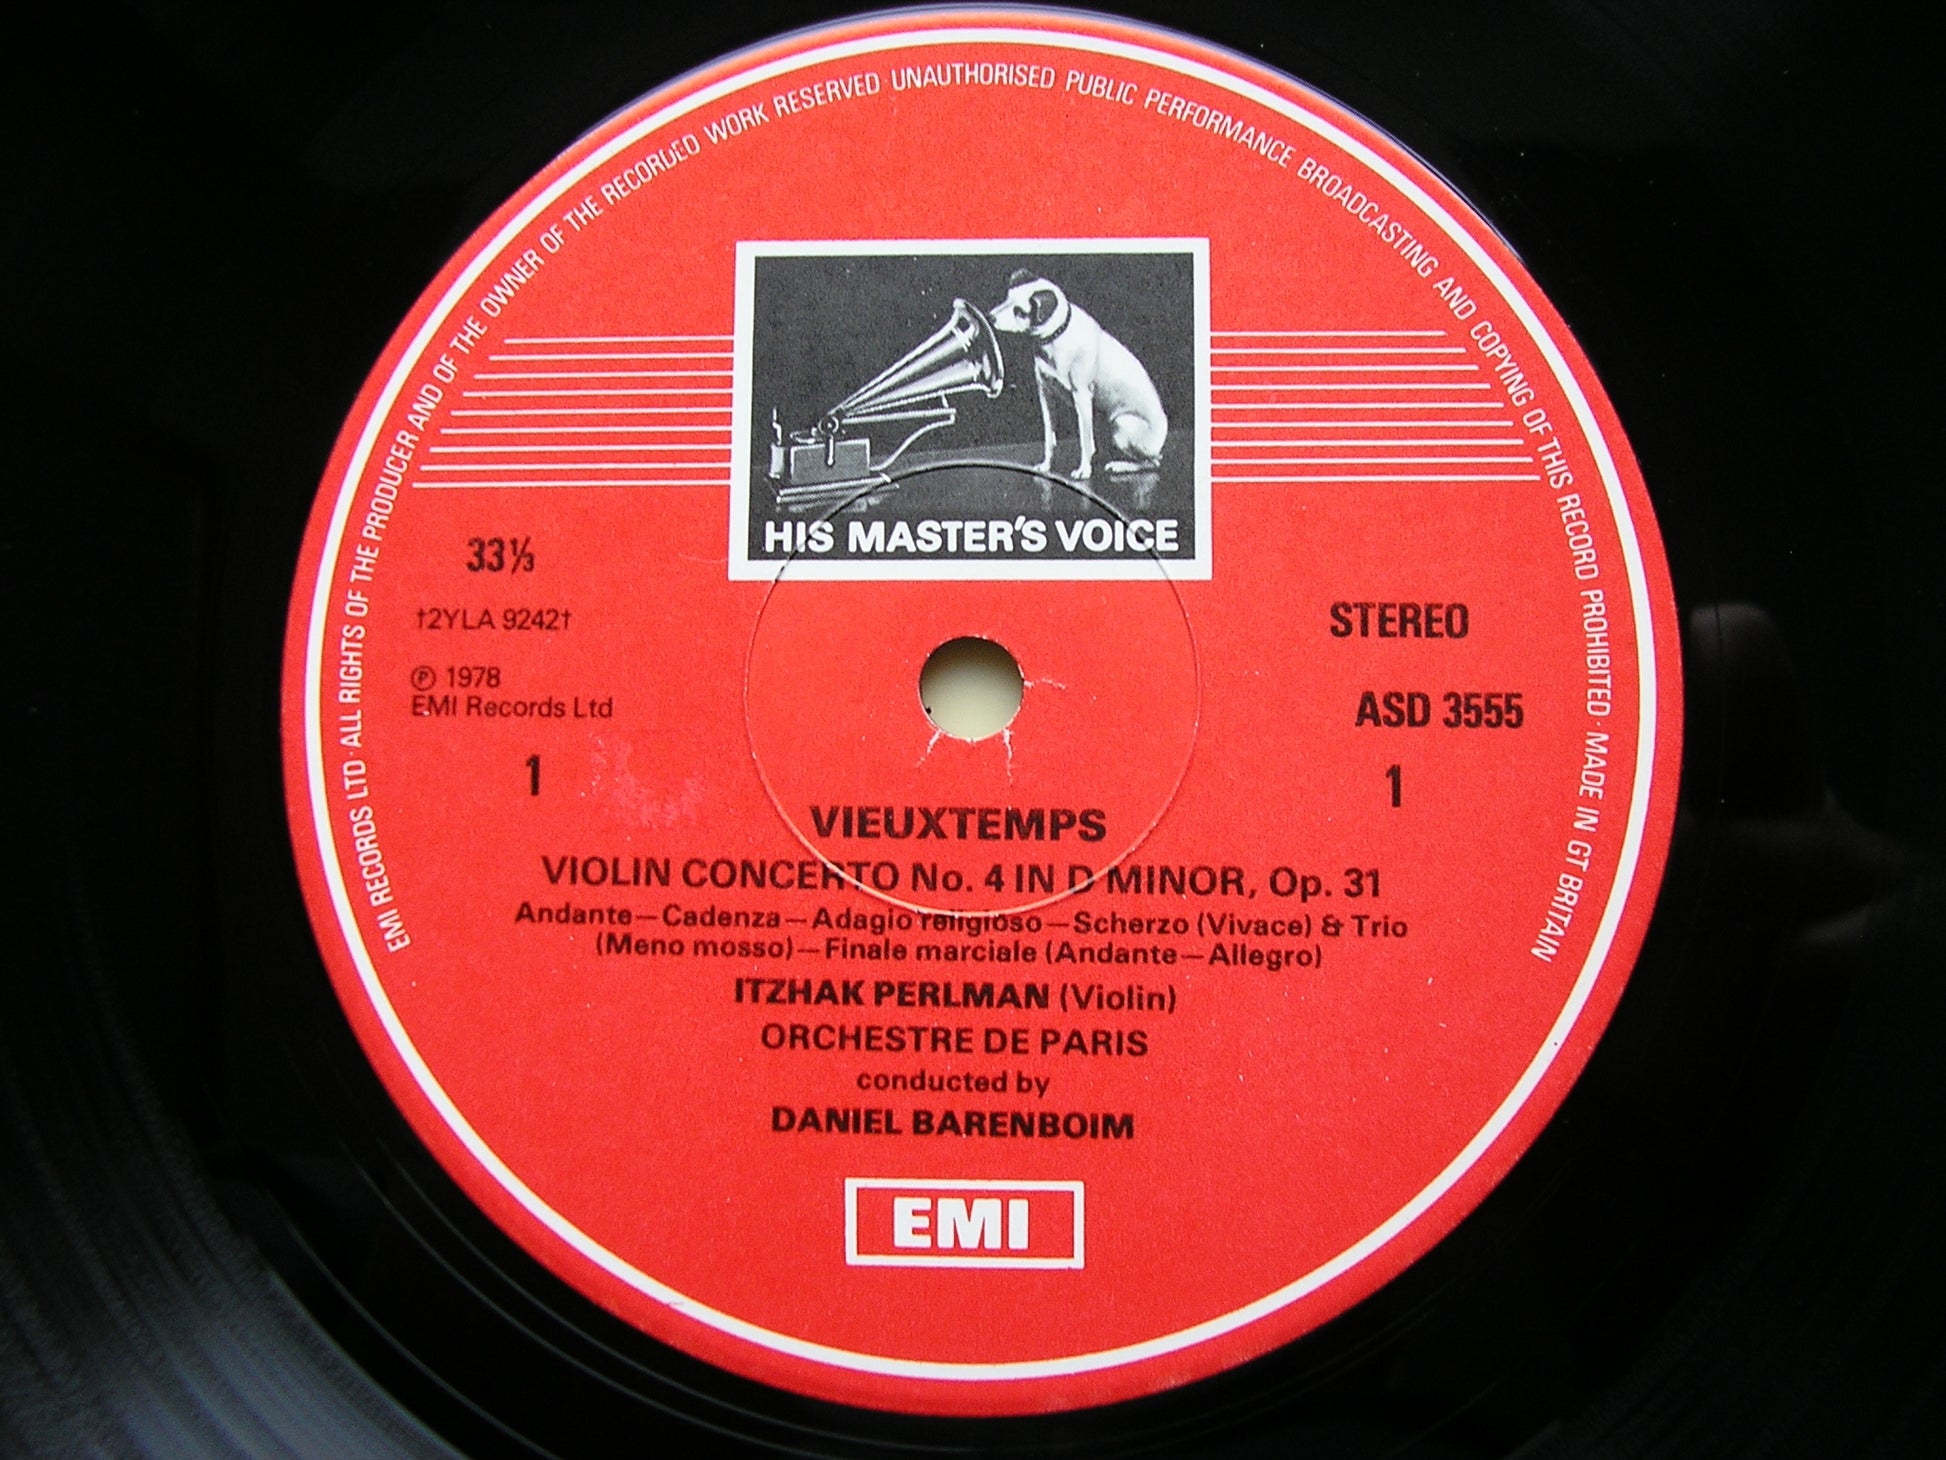 EMI RECORDS LTD · ALL RIGHTS OF THE PRODUCER AND OF THE OWNER OF THE RECORDED WORK RESERVED · UNAUTHORISED PUBLIC PERFORMANCE BROADCASTING AND COPYING OF THIS RECORD PROHIBITED · MADE IN GT BRITAIN
HIS MASTER'S VOICE
33⅓
†2YLA 9242†
℗ 1978
EMI Records Ltd
1
STEREO
ASD 3555
1
VIEUXTEMPS
VIOLIN CONCERTO No. 4 IN D MINOR, Op. 31
Andante—Cadenza—Adagio religioso—Scherzo (Vivace) & Trio
(Meno mosso)—Finale marciale (Andante—Allegro)
ITZHAK PERLMAN (Violin)
ORCHESTRE DE PARIS
conducted by
DANIEL BARENBOIM
EMI